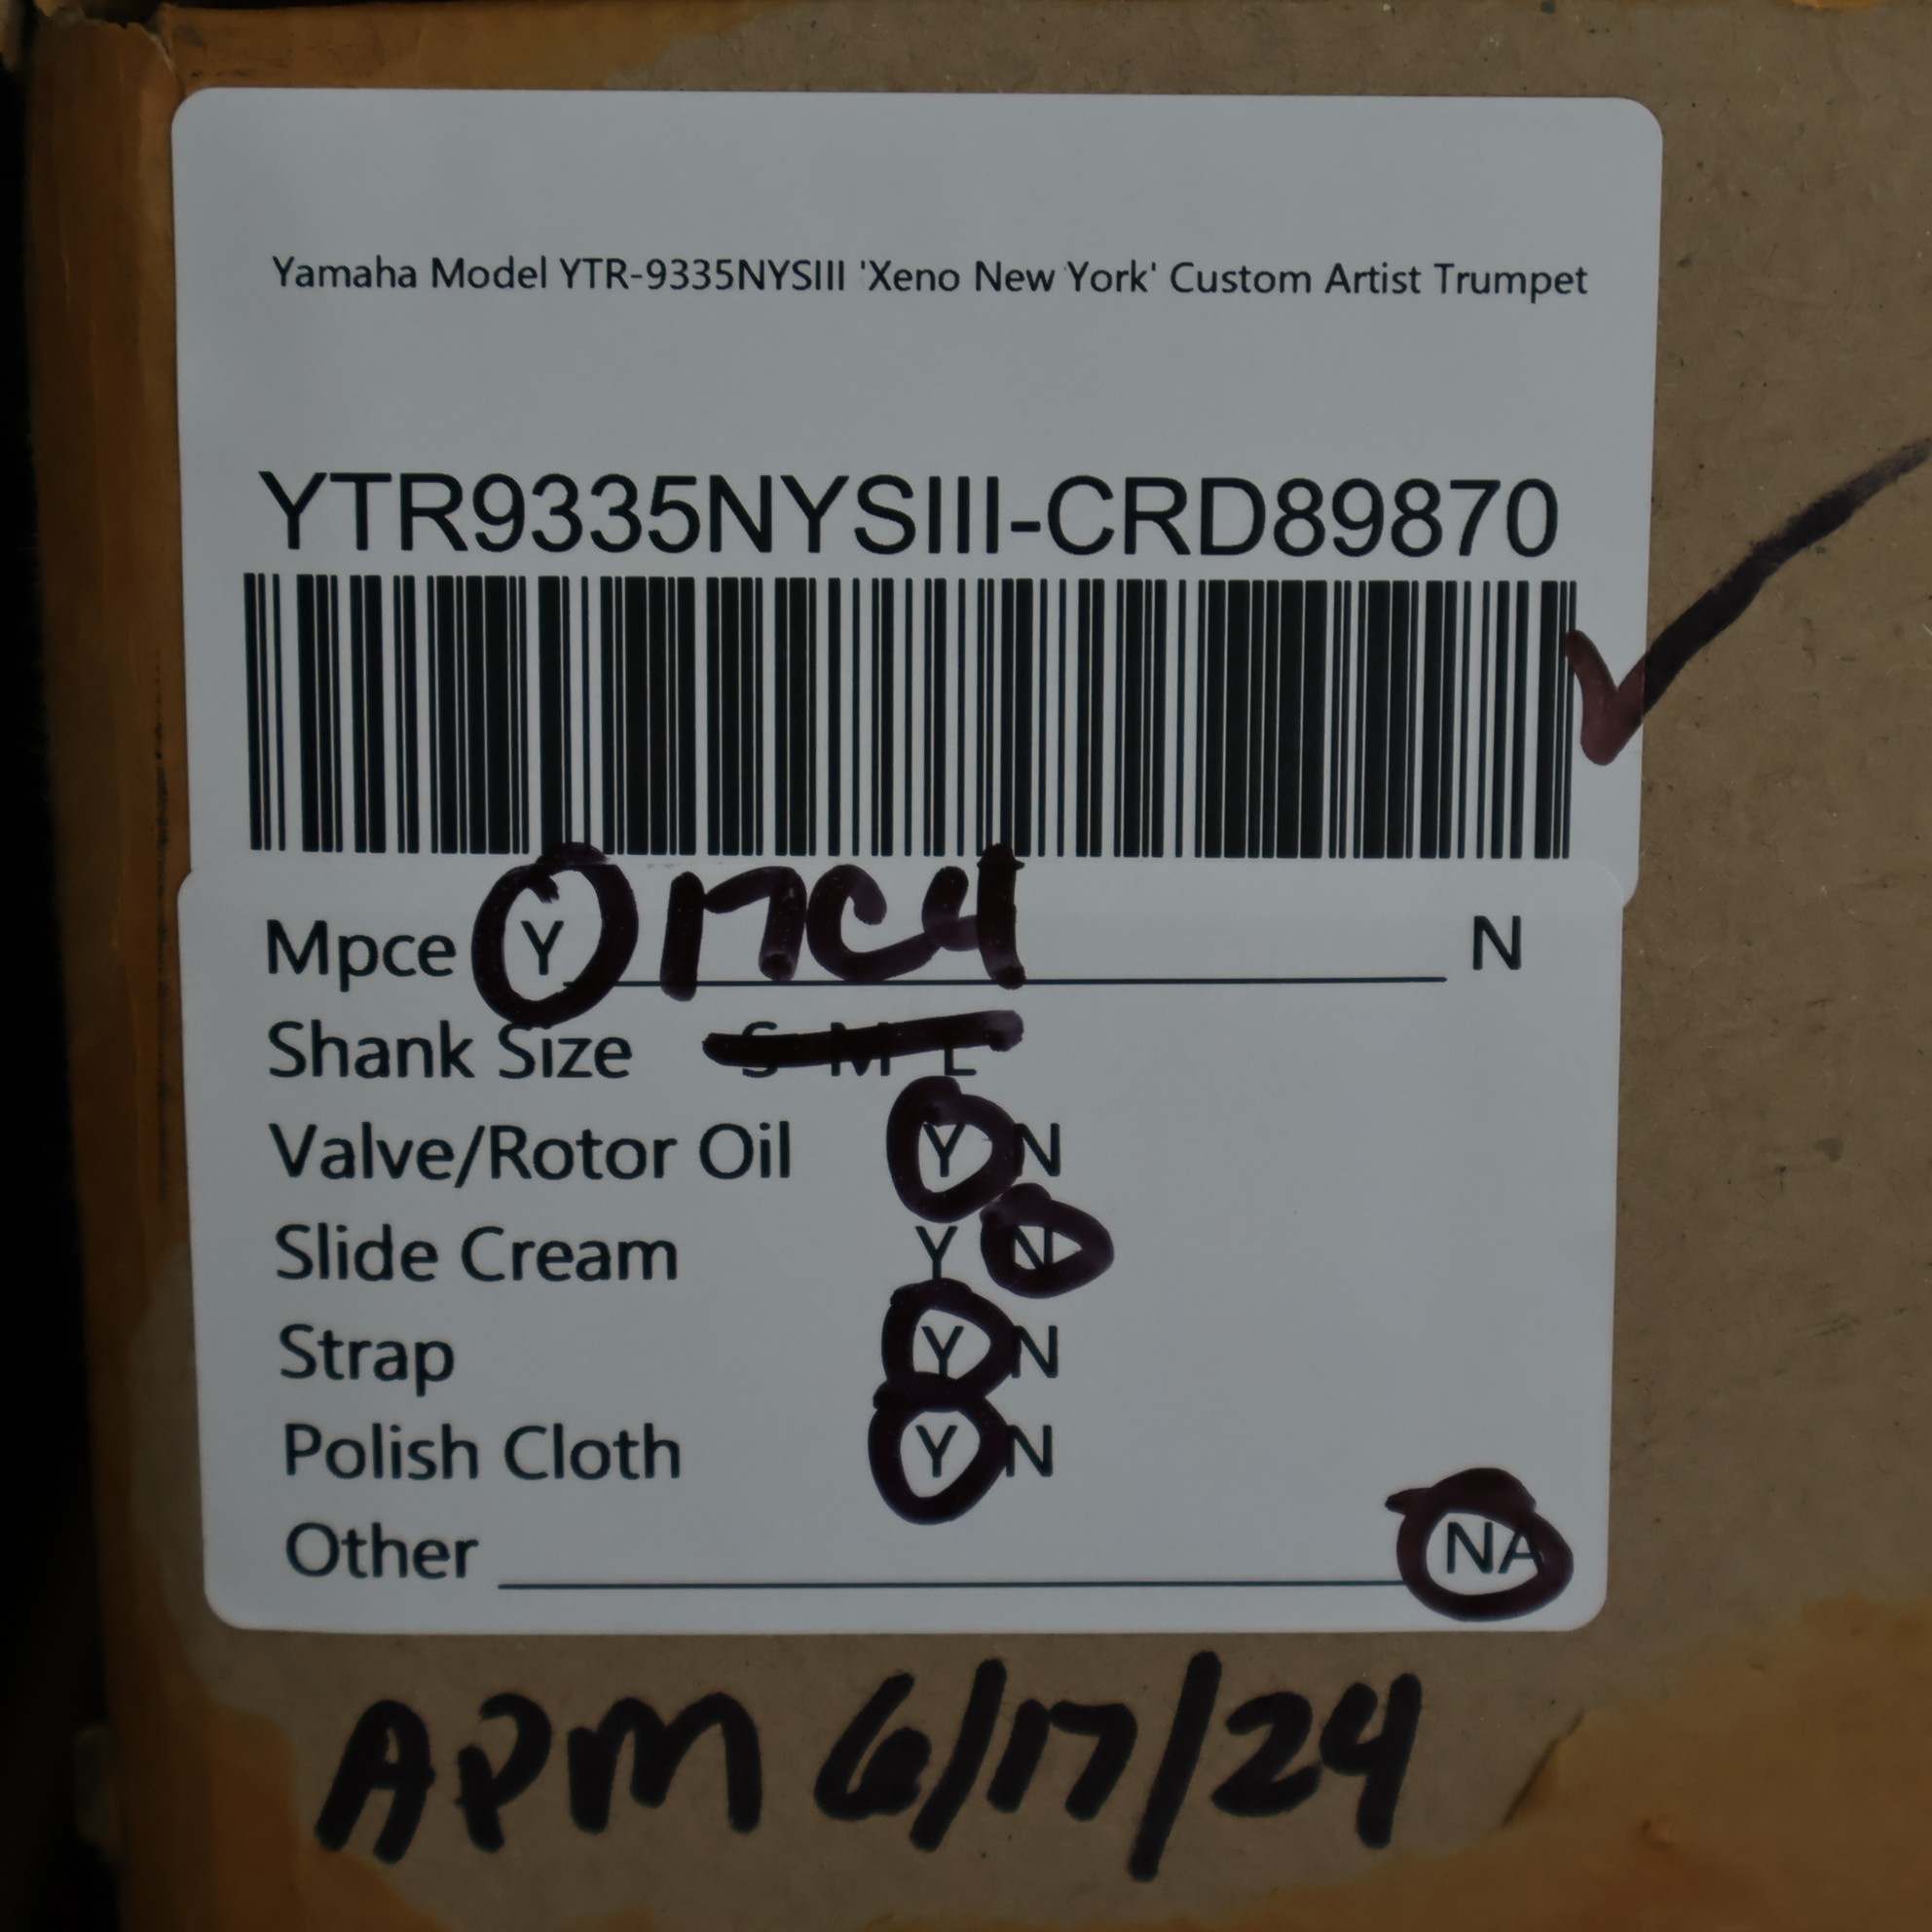 Yamaha Model YTR-9335NYSIII 'Xeno New York' Custom Artist Trumpet
YTR9335NYSIII-CRD89870
Mpce Y 17C4 N
Shank Size S M L
Valve/Rotor Oil Y N
Slide Cream Y N
Strap Y N
Polish Cloth Y N
Other NA
APM 6/17/24